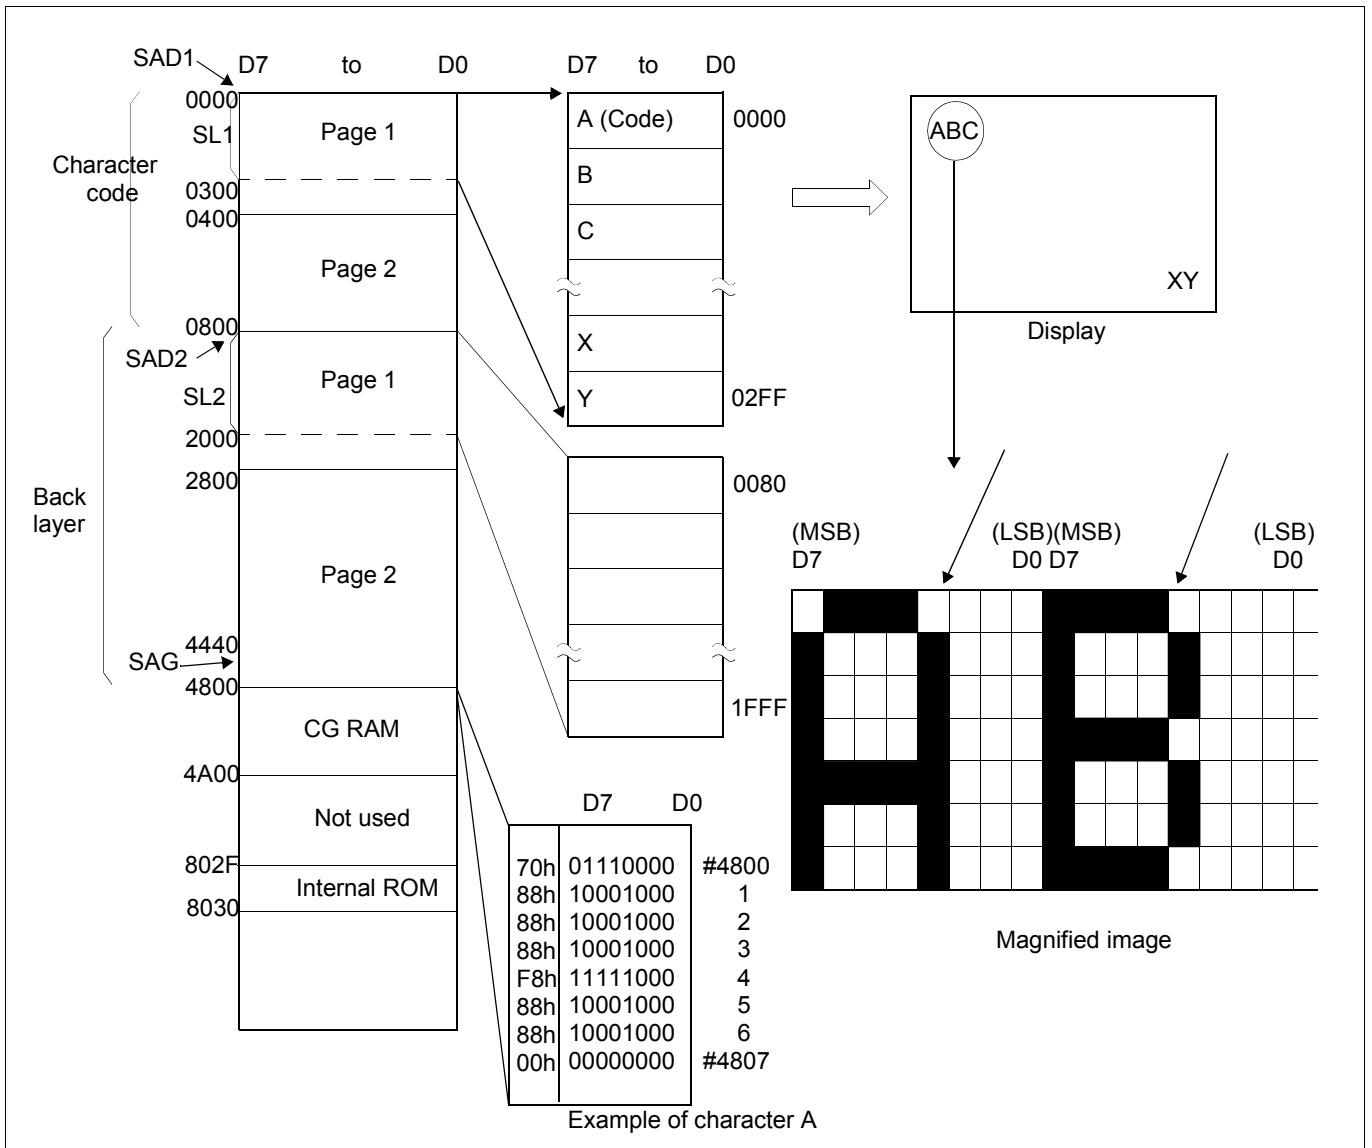 SAD1
D7 to D0
0000
SL1
Page 1
Character
code
0300
0400
Page 2
0800
SAD2
Page 1
SL2
2000
2800
Back
layer
Page 2
4440
SAG
4800
CG RAM
4A00
Not used
802F
Internal ROM
8030
D7 to D0
A (Code) 0000
B
C
X
Y 02FF
0080
1FFF
ABC
XY
Display
(MSB) (LSB)(MSB) (LSB)
D7 D0 D7 D0
Magnified image
D7 D0
70h 01110000 #4800
88h 10001000 1
88h 10001000 2
88h 10001000 3
F8h 11111000 4
88h 10001000 5
88h 10001000 6
00h 00000000 #4807
Example of character A